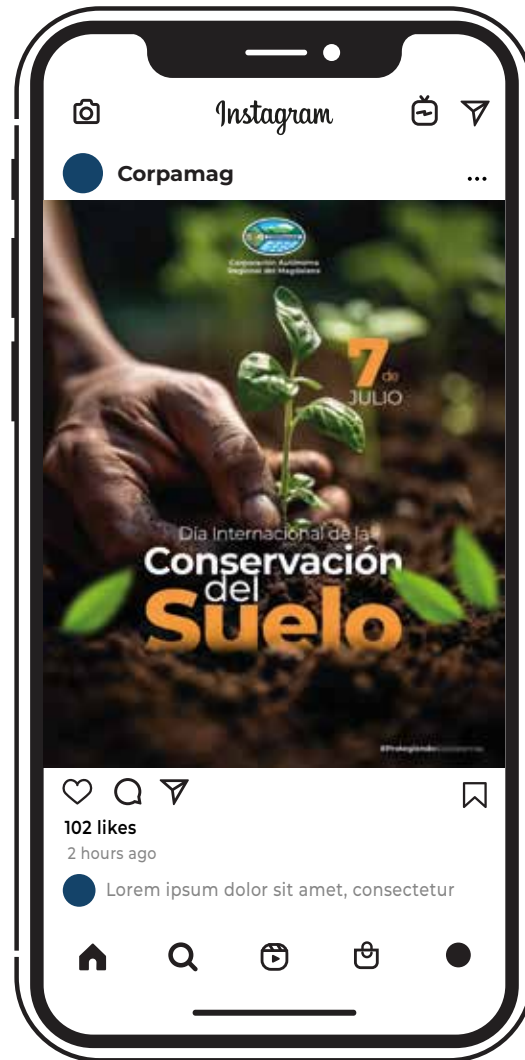 Instagram
Corpamag
Corporación Autónoma
Regional del Magdalena
7 de
JULIO
Día Internacional de la
Conservación
del
Suelo
102 likes
2 hours ago
Lorem ipsum dolor sit amet, consectetur